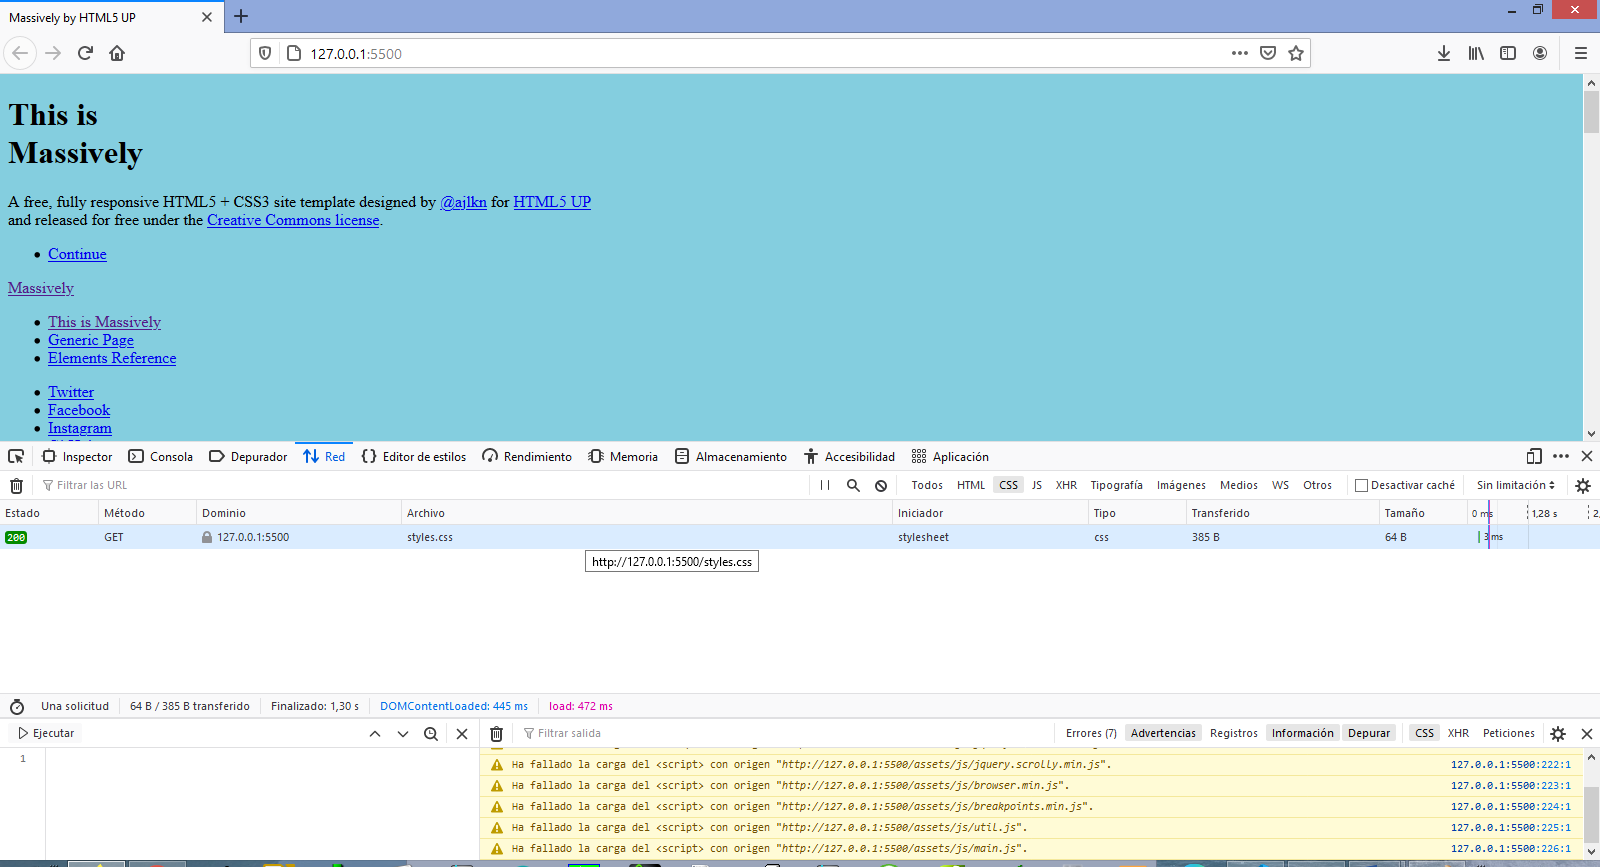 Massively by HTML5 UP
127.0.0.1:5500
This is
Massively
A free, fully responsive HTML5 + CSS3 site template designed by @ajlkn for HTML5 UP
and released for free under the Creative Commons license.
Continue
Massively
This is Massively
Generic Page
Elements Reference
Twitter
Facebook
Instagram
Inspector Consola Depurador Red Editor de estilos Rendimiento Memoria Almacenamiento Accesibilidad Aplicación
Filtrar las URL Todos HTML CSS JS XHR Tipografía Imágenes Medios WS Otros Desactivar caché Sin limitación
Estado Método Dominio Archivo Iniciador Tipo Transferido Tamaño 0 ms 1,28 s 2,
200 GET 127.0.0.1:5500 styles.css stylesheet css 385 B 64 B 3 ms
http://127.0.0.1:5500/styles.css
Una solicitud 64 B / 385 B transferido Finalizado: 1,30 s DOMContentLoaded: 445 ms load: 472 ms
Ejecutar Filtrar salida Errores (7) Advertencias Registros Información Depurar CSS XHR Peticiones
1
Ha fallado la carga del <script> con origen "http://127.0.0.1:5500/assets/js/jquery.scrolly.min.js". 127.0.0.1:5500:222:1
Ha fallado la carga del <script> con origen "http://127.0.0.1:5500/assets/js/browser.min.js". 127.0.0.1:5500:223:1
Ha fallado la carga del <script> con origen "http://127.0.0.1:5500/assets/js/breakpoints.min.js". 127.0.0.1:5500:224:1
Ha fallado la carga del <script> con origen "http://127.0.0.1:5500/assets/js/util.js". 127.0.0.1:5500:225:1
Ha fallado la carga del <script> con origen "http://127.0.0.1:5500/assets/js/main.js". 127.0.0.1:5500:226:1